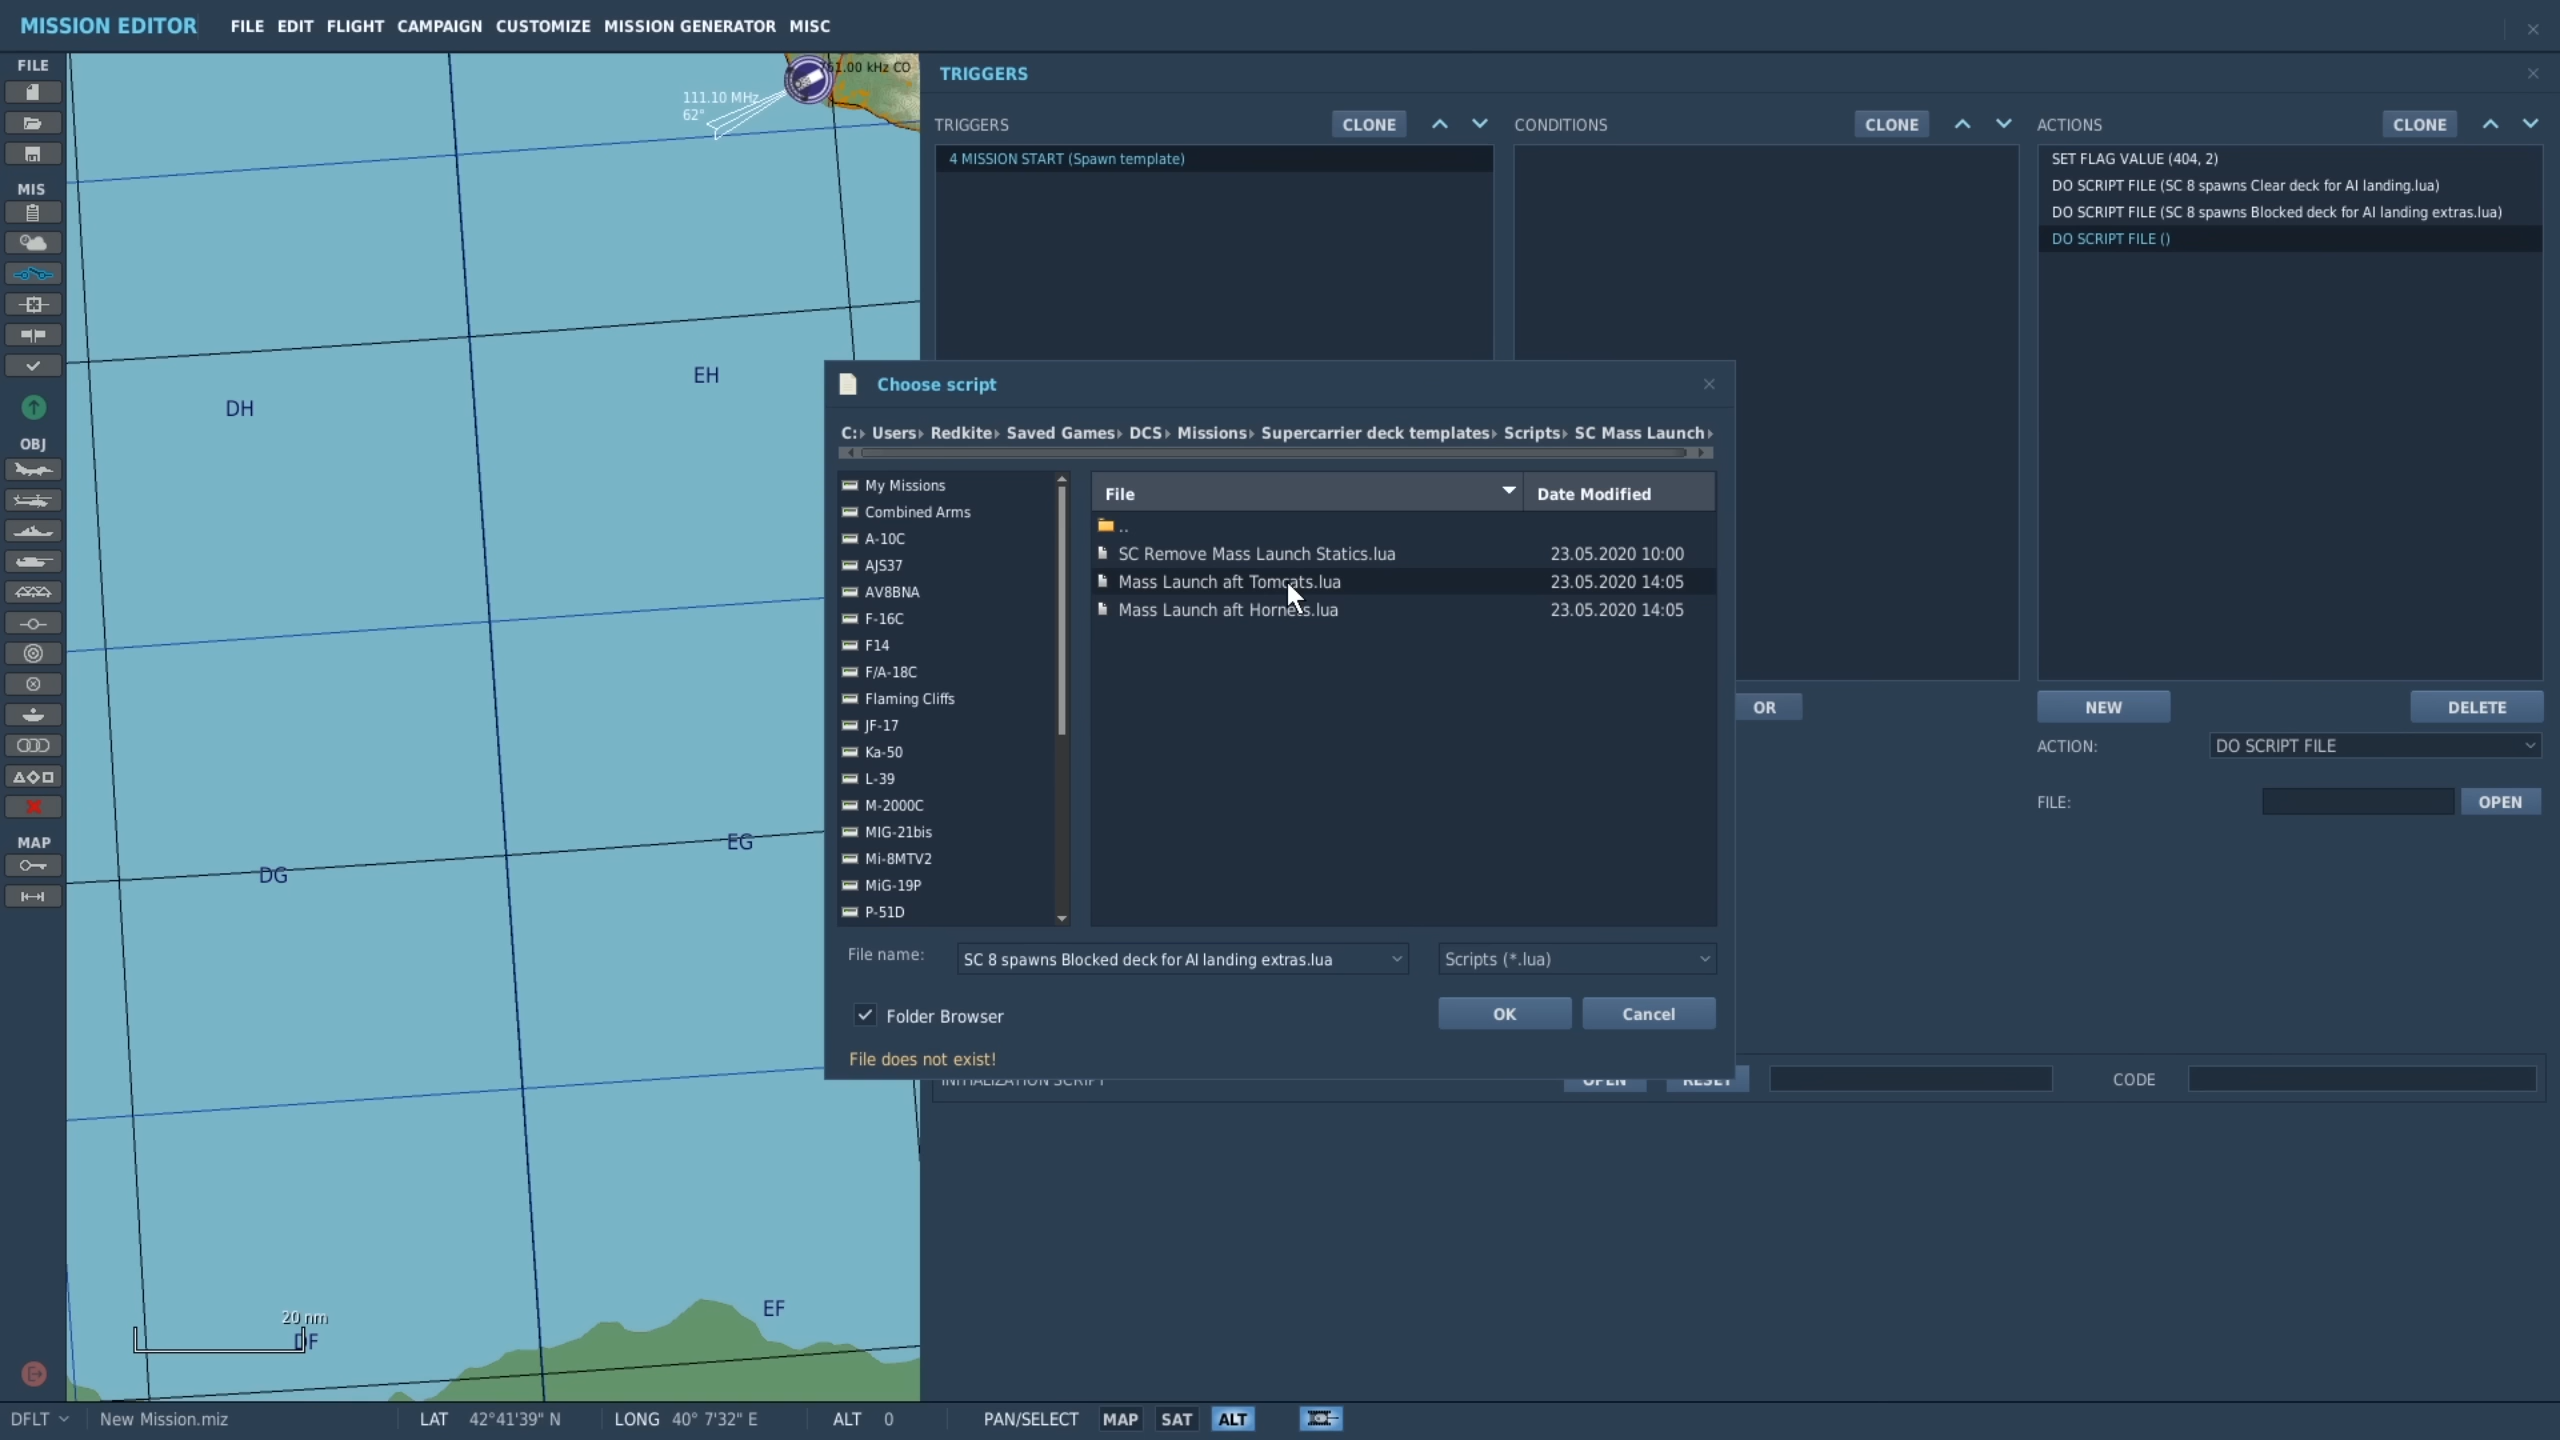 MISSION EDITOR FILE EDIT FLIGHT CAMPAIGN CUSTOMIZE MISSION GENERATOR MISC
FILE
MIS
OBJ
MAP
61.00 kHz CO
111.10 MHz
62°
DH
EH
DG
EG
EF
DF
20 nm
TRIGGERS
TRIGGERS CLONE
4 MISSION START (Spawn template)
CONDITIONS CLONE
ACTIONS CLONE
SET FLAG VALUE (404, 2)
DO SCRIPT FILE (SC 8 spawns Clear deck for AI landing.lua)
DO SCRIPT FILE (SC 8 spawns Blocked deck for AI landing extras.lua)
DO SCRIPT FILE ()
OR
NEW DELETE
ACTION: DO SCRIPT FILE
FILE: OPEN
Choose script
C: Users Redkite Saved Games DCS Missions Supercarrier deck templates Scripts SC Mass Launch
My Missions
Combined Arms
A-10C
AJS37
AV8BNA
F-16C
F14
F/A-18C
Flaming Cliffs
JF-17
Ka-50
L-39
M-2000C
MIG-21bis
Mi-8MTV2
MiG-19P
P-51D
File Date Modified
..
SC Remove Mass Launch Statics.lua 23.05.2020 10:00
Mass Launch aft Tomcats.lua 23.05.2020 14:05
Mass Launch aft Hornets.lua 23.05.2020 14:05
File name: SC 8 spawns Blocked deck for AI landing extras.lua Scripts (*.lua)
Folder Browser OK Cancel
File does not exist!
INITIALIZATION SCRIPT OPEN RESET CODE
DFLT New Mission.miz LAT 42°41'39" N LONG 40° 7'32" E ALT 0 PAN/SELECT MAP SAT ALT